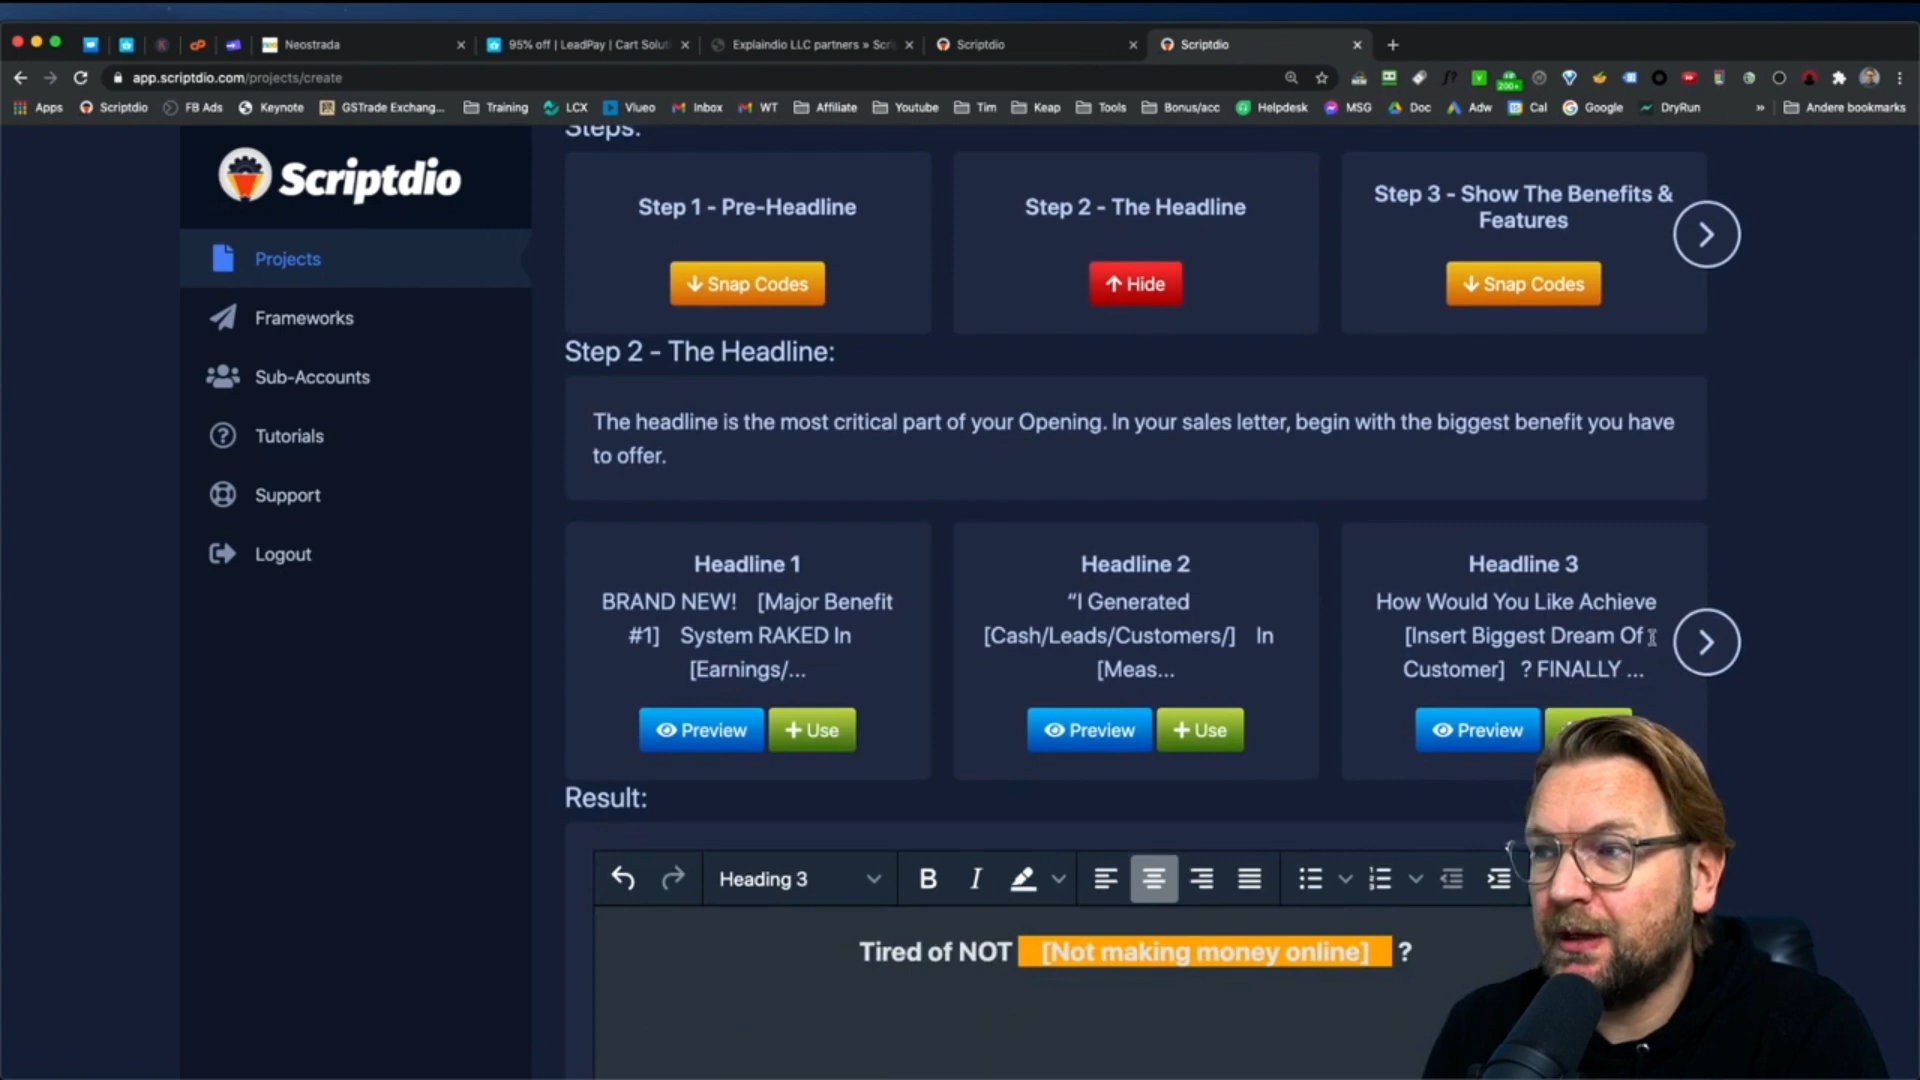 Neostrada
95% off | LeadPay | Cart Solut
Explaindio LLC partners » Scri
Scriptdio
Scriptdio
app.scriptdio.com/projects/create
200+
Apps
Scriptdio
FB Ads
Keynote
GSTrade Exchang...
Training
LCX
Vlueo
Inbox
WT
Affiliate
Youtube
Tim
Keap
Tools
Bonus/acc
Helpdesk
MSG
Doc
Adw
Cal
Google
DryRun
»
Andere bookmarks
Scriptdio
Projects
Frameworks
Sub-Accounts
Tutorials
Support
Logout
Steps:
Step 1 - Pre-Headline
Snap Codes
Step 2 - The Headline
Hide
Step 3 - Show The Benefits &
Features
Snap Codes
Step 2 - The Headline:
The headline is the most critical part of your Opening. In your sales letter, begin with the biggest benefit you have
to offer.
Headline 1
BRAND NEW! [Major Benefit
#1] System RAKED In
[Earnings/...
Preview
+ Use
Headline 2
“I Generated
[Cash/Leads/Customers/] In
[Meas...
Preview
+ Use
Headline 3
How Would You Like Achieve
[Insert Biggest Dream Of
Customer] ? FINALLY ...
Preview
Result:
Heading 3
B
I
Tired of NOT [Not making money online] ?